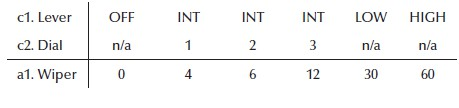 c1. Lever OFF INT INT INT LOW HIGH
c2. Dial n/a 1 2 3 n/a n/a
a1. Wiper 0 4 6 12 30 60